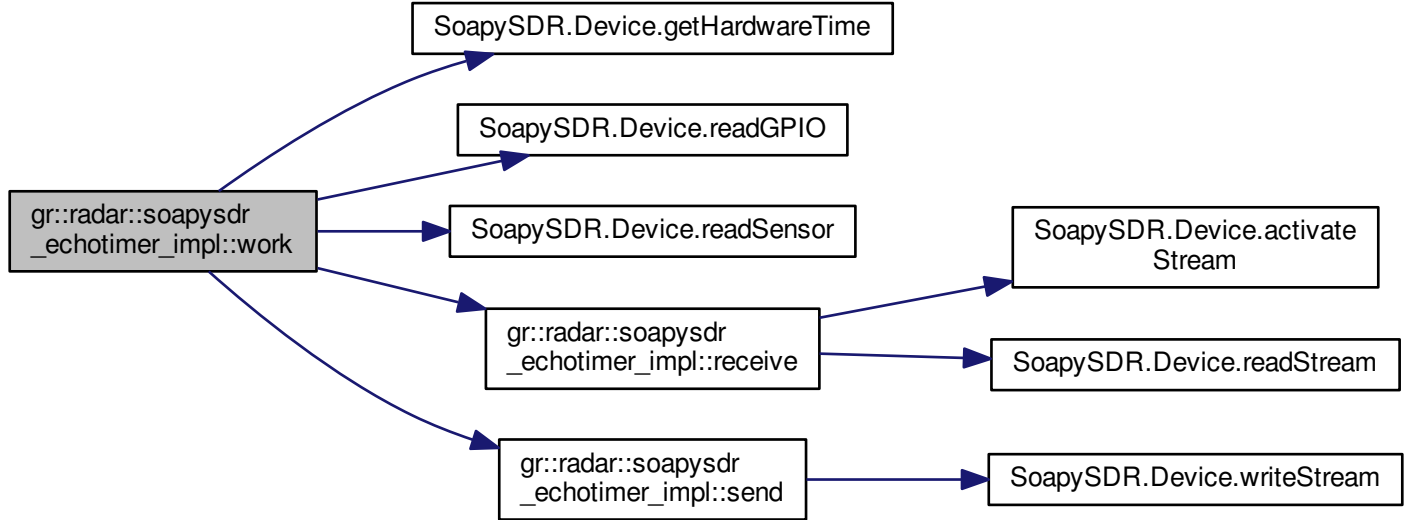 SoapySDR.Device.getHardwareTime
SoapySDR.Device.readGPIO
gr::radar::soapysdr
_echotimer_impl::work
SoapySDR.Device.readSensor
SoapySDR.Device.activate
Stream
gr::radar::soapysdr
_echotimer_impl::receive
SoapySDR.Device.readStream
gr::radar::soapysdr
_echotimer_impl::send
SoapySDR.Device.writeStream